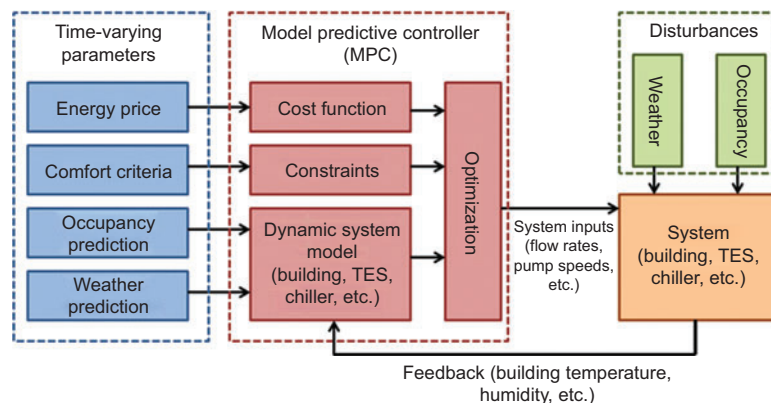 Time-varying
parameters
Energy price
Comfort criteria
Occupancy
prediction
Weather
prediction
Model predictive controller
(MPC)
Cost function
Constraints
Dynamic system
model
(building, TES,
chiller, etc.)
Optimization
System inputs
(flow rates,
pump speeds,
etc.)
Disturbances
Weather
Occupancy
System
(building, TES,
chiller, etc.)
Feedback (building temperature,
humidity, etc.)